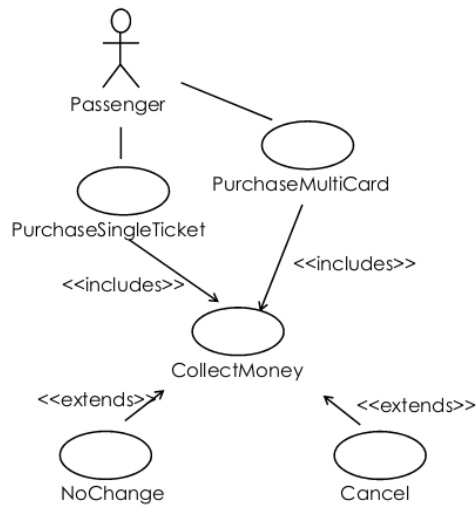 Passenger
PurchaseMultiCard
PurchaseSingleTicket
<<includes>>
<<includes>>
CollectMoney
<<extends>>
<<extends>>
NoChange
Cancel